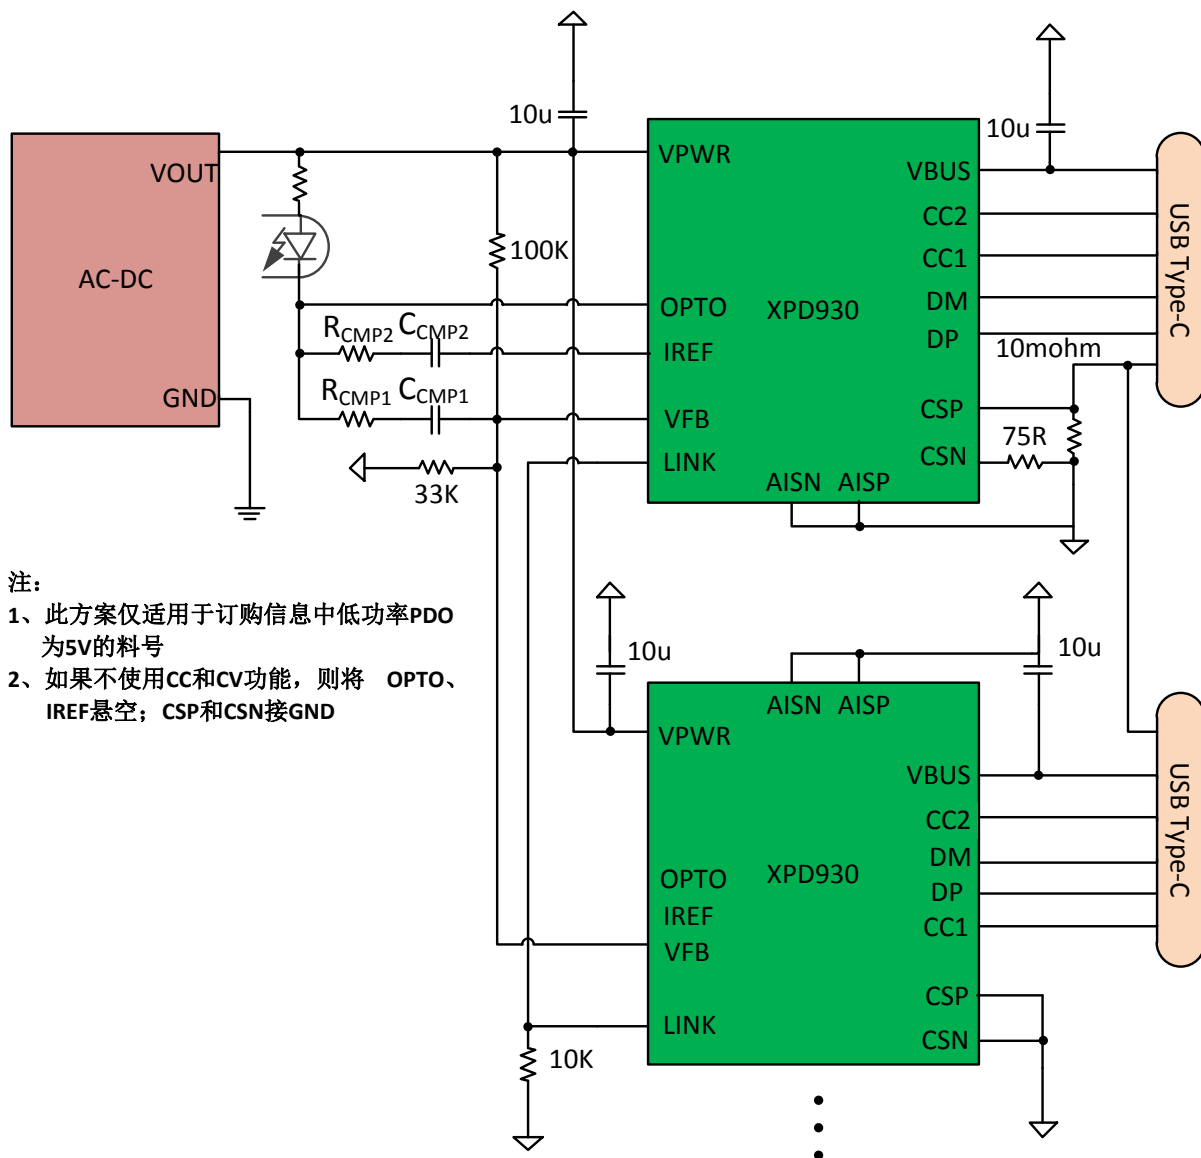 10u
10u
AC-DC
VOUT
GND
100K
RCMP2
CCMP2
RCMP1
CCMP1
33K
VPWR
OPTO
IREF
VFB
LINK
XPD930
AISN
AISP
VBUS
CC2
CC1
DM
DP
CSP
CSN
10mohm
75R
USB Type-C
注：
1、此方案仅适用于订购信息中低功率PDO
为5V的料号
2、如果不使用CC和CV功能，则将 OPTO、
IREF悬空；CSP和CSN接GND
10u
10u
AISN
AISP
VPWR
OPTO
IREF
VFB
LINK
XPD930
VBUS
CC2
DM
DP
CC1
CSP
CSN
USB Type-C
10K